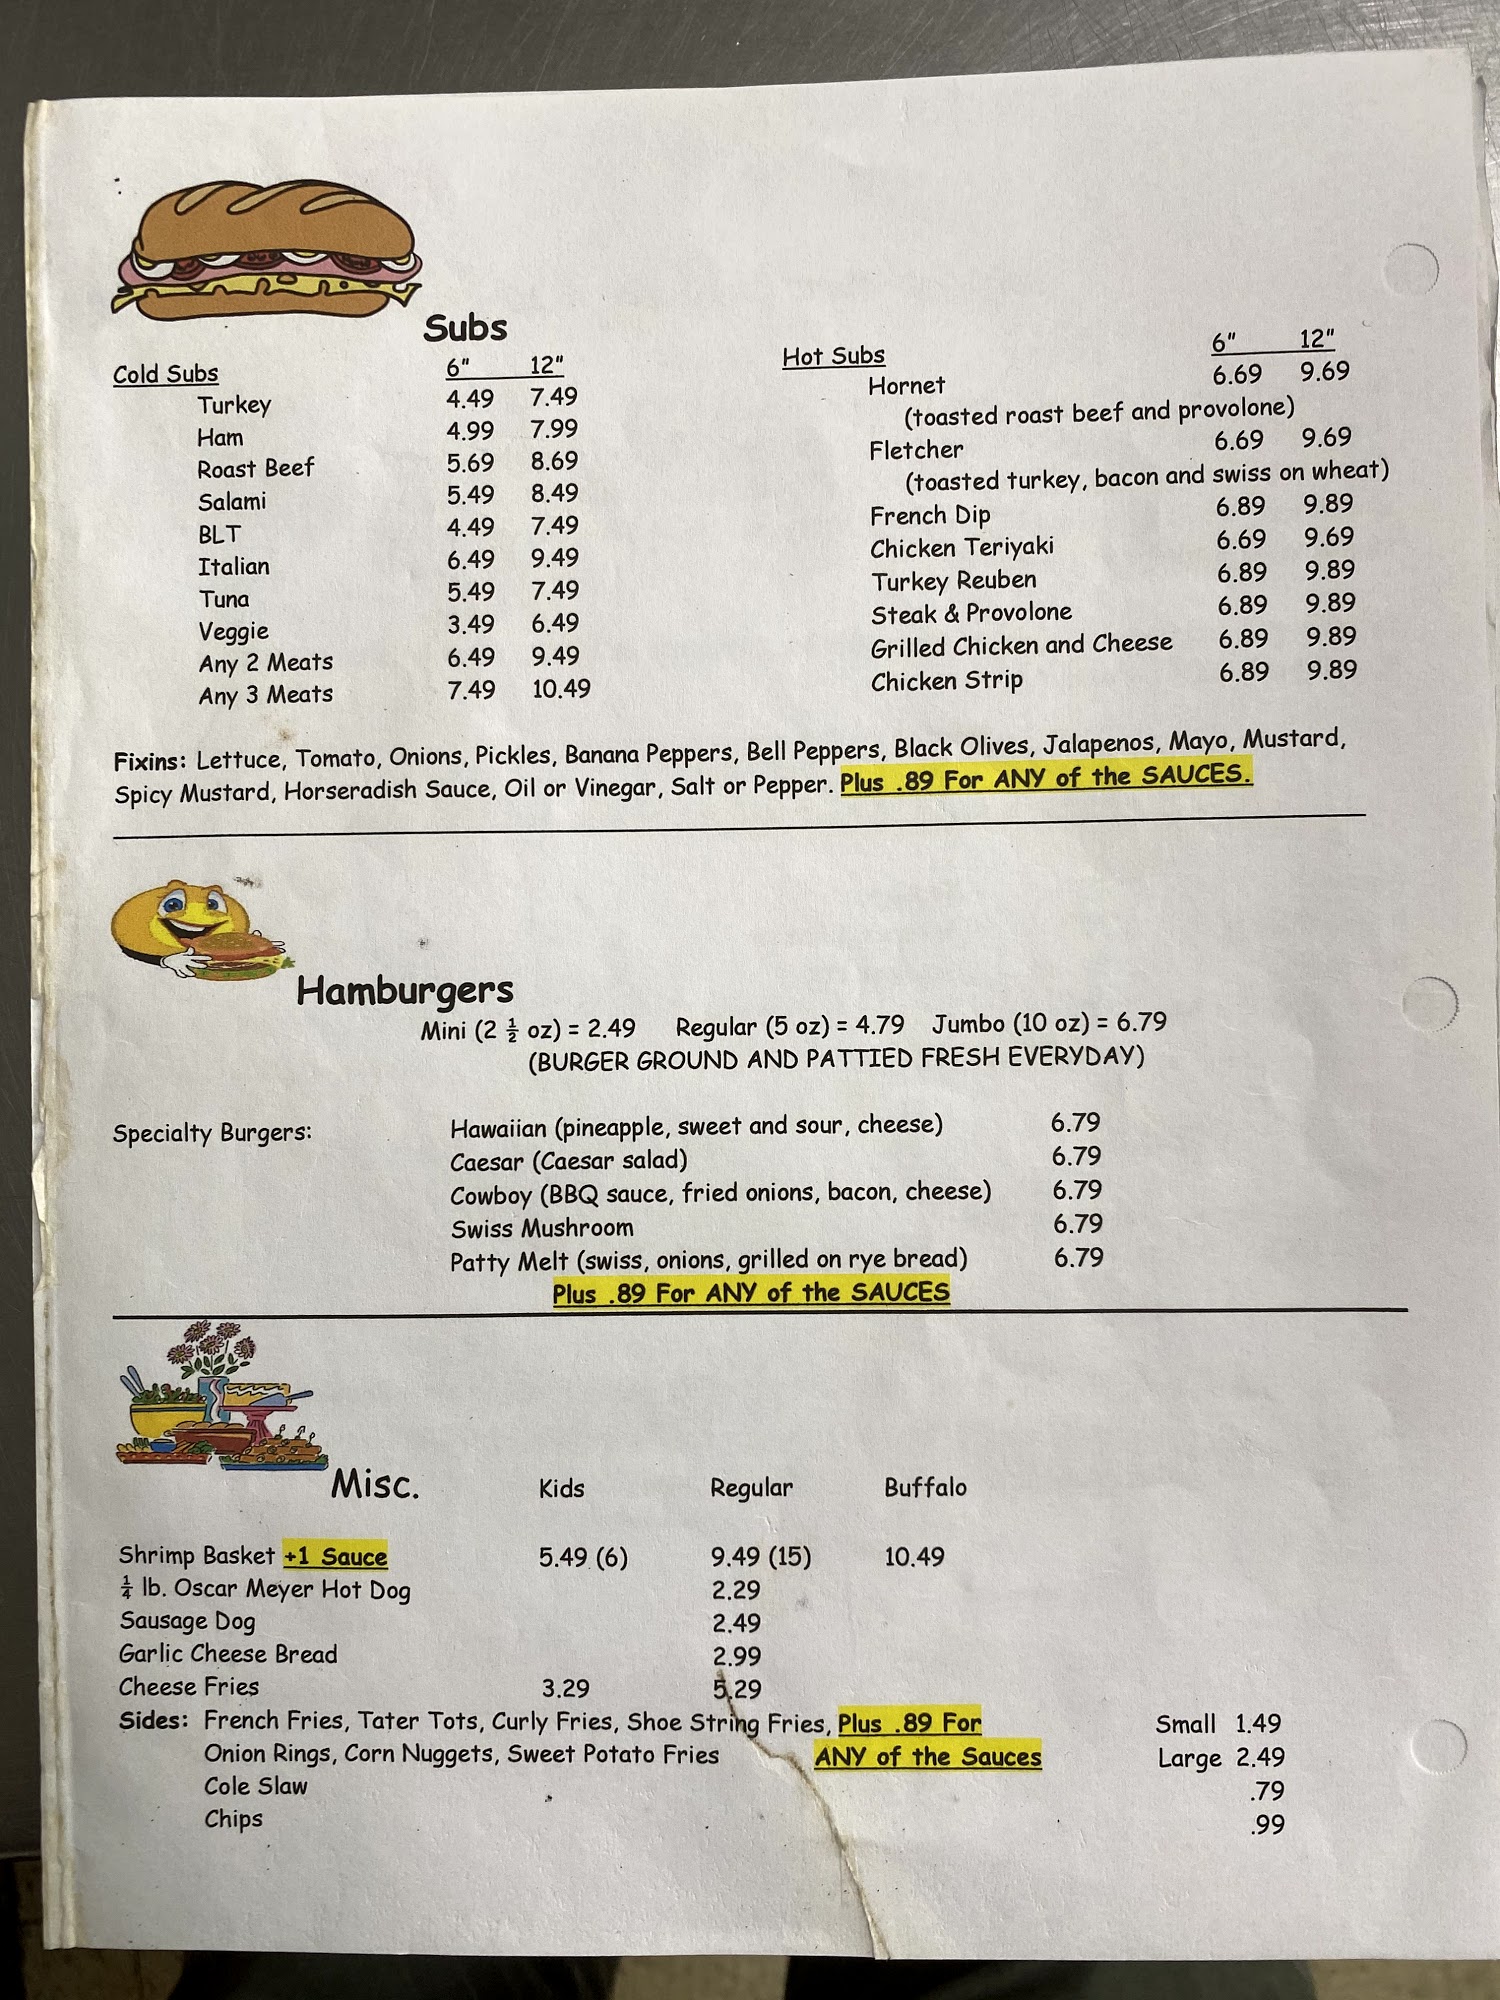 Subs
Cold Subs 6" 12"
Turkey 4.49 7.49
Ham 4.99 7.99
Roast Beef 5.69 8.69
Salami 5.49 8.49
BLT 4.49 7.49
Italian 6.49 9.49
Tuna 5.49 7.49
Veggie 3.49 6.49
Any 2 Meats 6.49 9.49
Any 3 Meats 7.49 10.49
Hot Subs 6" 12"
Hornet 6.69 9.69
(toasted roast beef and provolone)
Fletcher 6.69 9.69
(toasted turkey, bacon and swiss on wheat)
French Dip 6.89 9.89
Chicken Teriyaki 6.69 9.69
Turkey Reuben 6.89 9.89
Steak & Provolone 6.89 9.89
Grilled Chicken and Cheese 6.89 9.89
Chicken Strip 6.89 9.89
Fixins: Lettuce, Tomato, Onions, Pickles, Banana Peppers, Bell Peppers, Black Olives, Jalapenos, Mayo, Mustard,
Spicy Mustard, Horseradish Sauce, Oil or Vinegar, Salt or Pepper. Plus .89 For ANY of the SAUCES.
Hamburgers
Mini (2 ½ oz) = 2.49 Regular (5 oz) = 4.79 Jumbo (10 oz) = 6.79
(BURGER GROUND AND PATTIED FRESH EVERYDAY)
Specialty Burgers: Hawaiian (pineapple, sweet and sour, cheese) 6.79
Caesar (Caesar salad) 6.79
Cowboy (BBQ sauce, fried onions, bacon, cheese) 6.79
Swiss Mushroom 6.79
Patty Melt (swiss, onions, grilled on rye bread) 6.79
Plus .89 For ANY of the SAUCES
Misc. Kids Regular Buffalo
Shrimp Basket +1 Sauce 5.49 (6) 9.49 (15) 10.49
¼ lb. Oscar Meyer Hot Dog 2.29
Sausage Dog 2.49
Garlic Cheese Bread 2.99
Cheese Fries 3.29 5.29
Sides: French Fries, Tater Tots, Curly Fries, Shoe String Fries, Plus .89 For Small 1.49
Onion Rings, Corn Nuggets, Sweet Potato Fries ANY of the Sauces Large 2.49
Cole Slaw .79
Chips .99